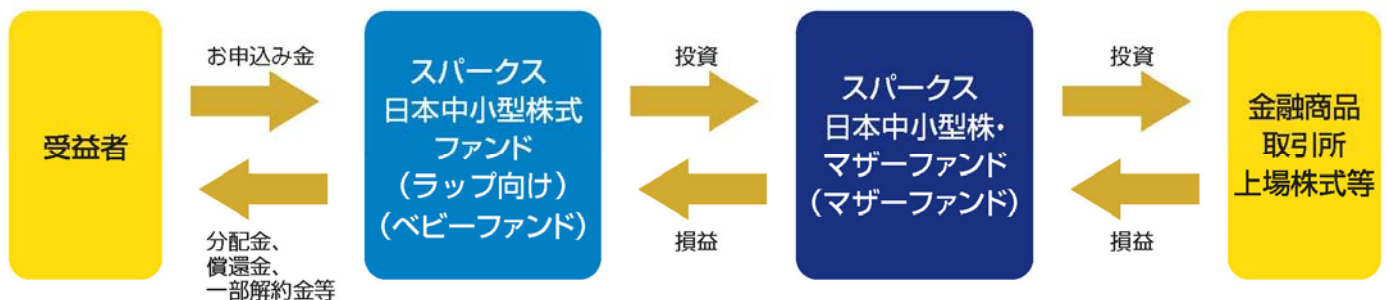 受益者
お申込み金
分配金、
償還金、
一部解約金等
スパークス
日本中小型株式
ファンド
（ラップ向け）
（ベビーファンド）
投資
損益
スパークス
日本中小型株・
マザーファンド
（マザーファンド）
投資
損益
金融商品
取引所
上場株式等